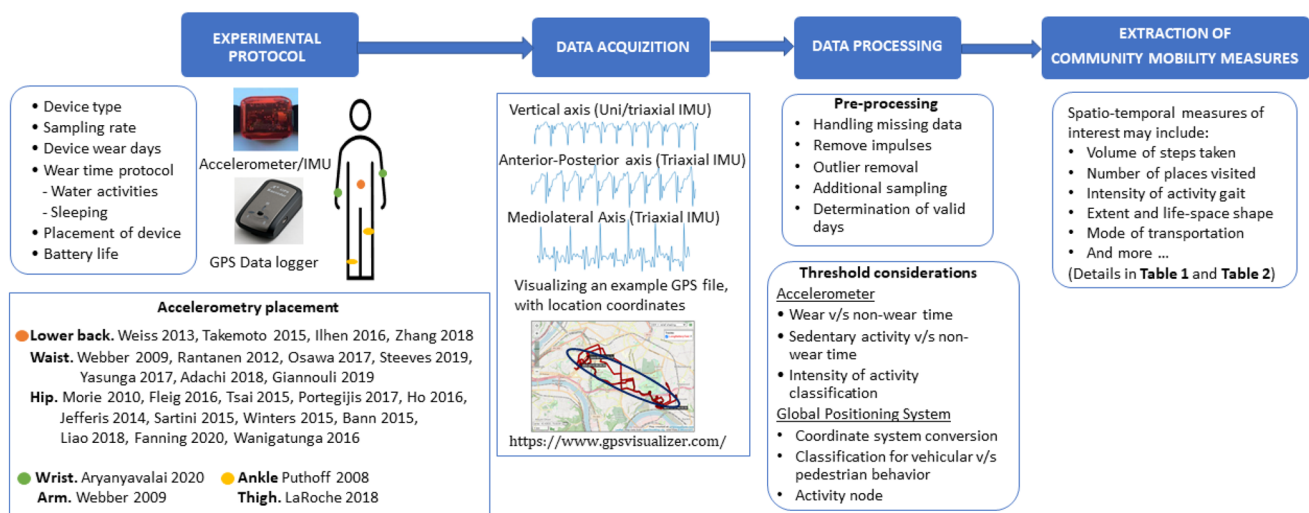 EXPERIMENTAL
PROTOCOL
DATA ACQUIZITION
DATA PROCESSING
EXTRACTION OF
COMMUNITY MOBILITY MEASURES
• Device type
• Sampling rate
• Device wear days
• Wear time protocol
- Water activities
- Sleeping
• Placement of device
• Battery life
Accelerometer/IMU
GPS Data logger
Accelerometry placement
Lower back. Weiss 2013, Takemoto 2015, Ilhen 2016, Zhang 2018
Waist. Webber 2009, Rantanen 2012, Osawa 2017, Steeves 2019,
Yasunga 2017, Adachi 2018, Giannouli 2019
Hip. Morie 2010, Fleig 2016, Tsai 2015, Portegijis 2017, Ho 2016,
Jefferis 2014, Sartini 2015, Winters 2015, Bann 2015,
Liao 2018, Fanning 2020, Wanigatunga 2016
Wrist. Aryanyavalai 2020
Arm. Webber 2009
Ankle Puthoff 2008
Thigh. LaRoche 2018
Vertical axis (Uni/triaxial IMU)
Anterior-Posterior axis (Triaxial IMU)
Mediolateral Axis (Triaxial IMU)
Visualizing an example GPS file,
with location coordinates
https://www.gpsvisualizer.com/
Pre-processing
• Handling missing data
• Remove impulses
• Outlier removal
• Additional sampling
• Determination of valid
days
Threshold considerations
Accelerometer
• Wear v/s non-wear time
• Sedentary activity v/s non-
wear time
• Intensity of activity
classification
Global Positioning System
• Coordinate system conversion
• Classification for vehicular v/s
pedestrian behavior
• Activity node
Spatio-temporal measures of
interest may include:
• Volume of steps taken
• Number of places visited
• Intensity of activity gait
• Extent and life-space shape
• Mode of transportation
• And more ...
(Details in Table 1 and Table 2)